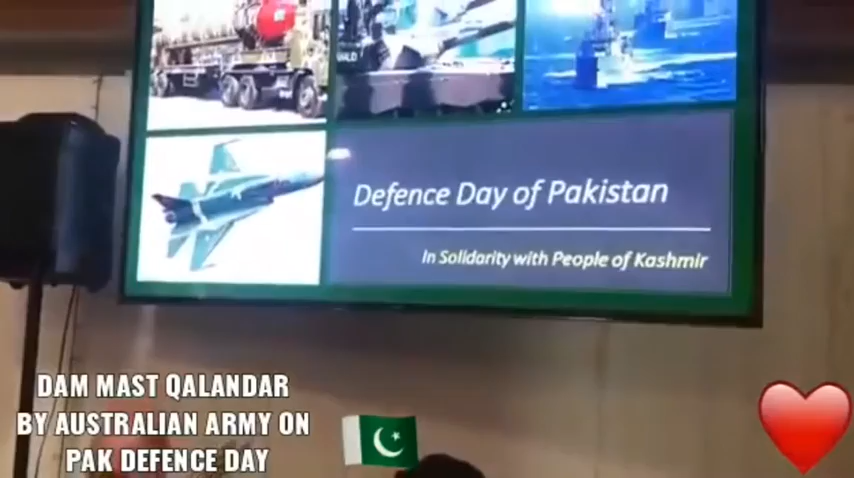 Defence Day of Pakistan
In Solidarity with People of Kashmir
DAM MAST QALANDAR
BY AUSTRALIAN ARMY ON
PAK DEFENCE DAY